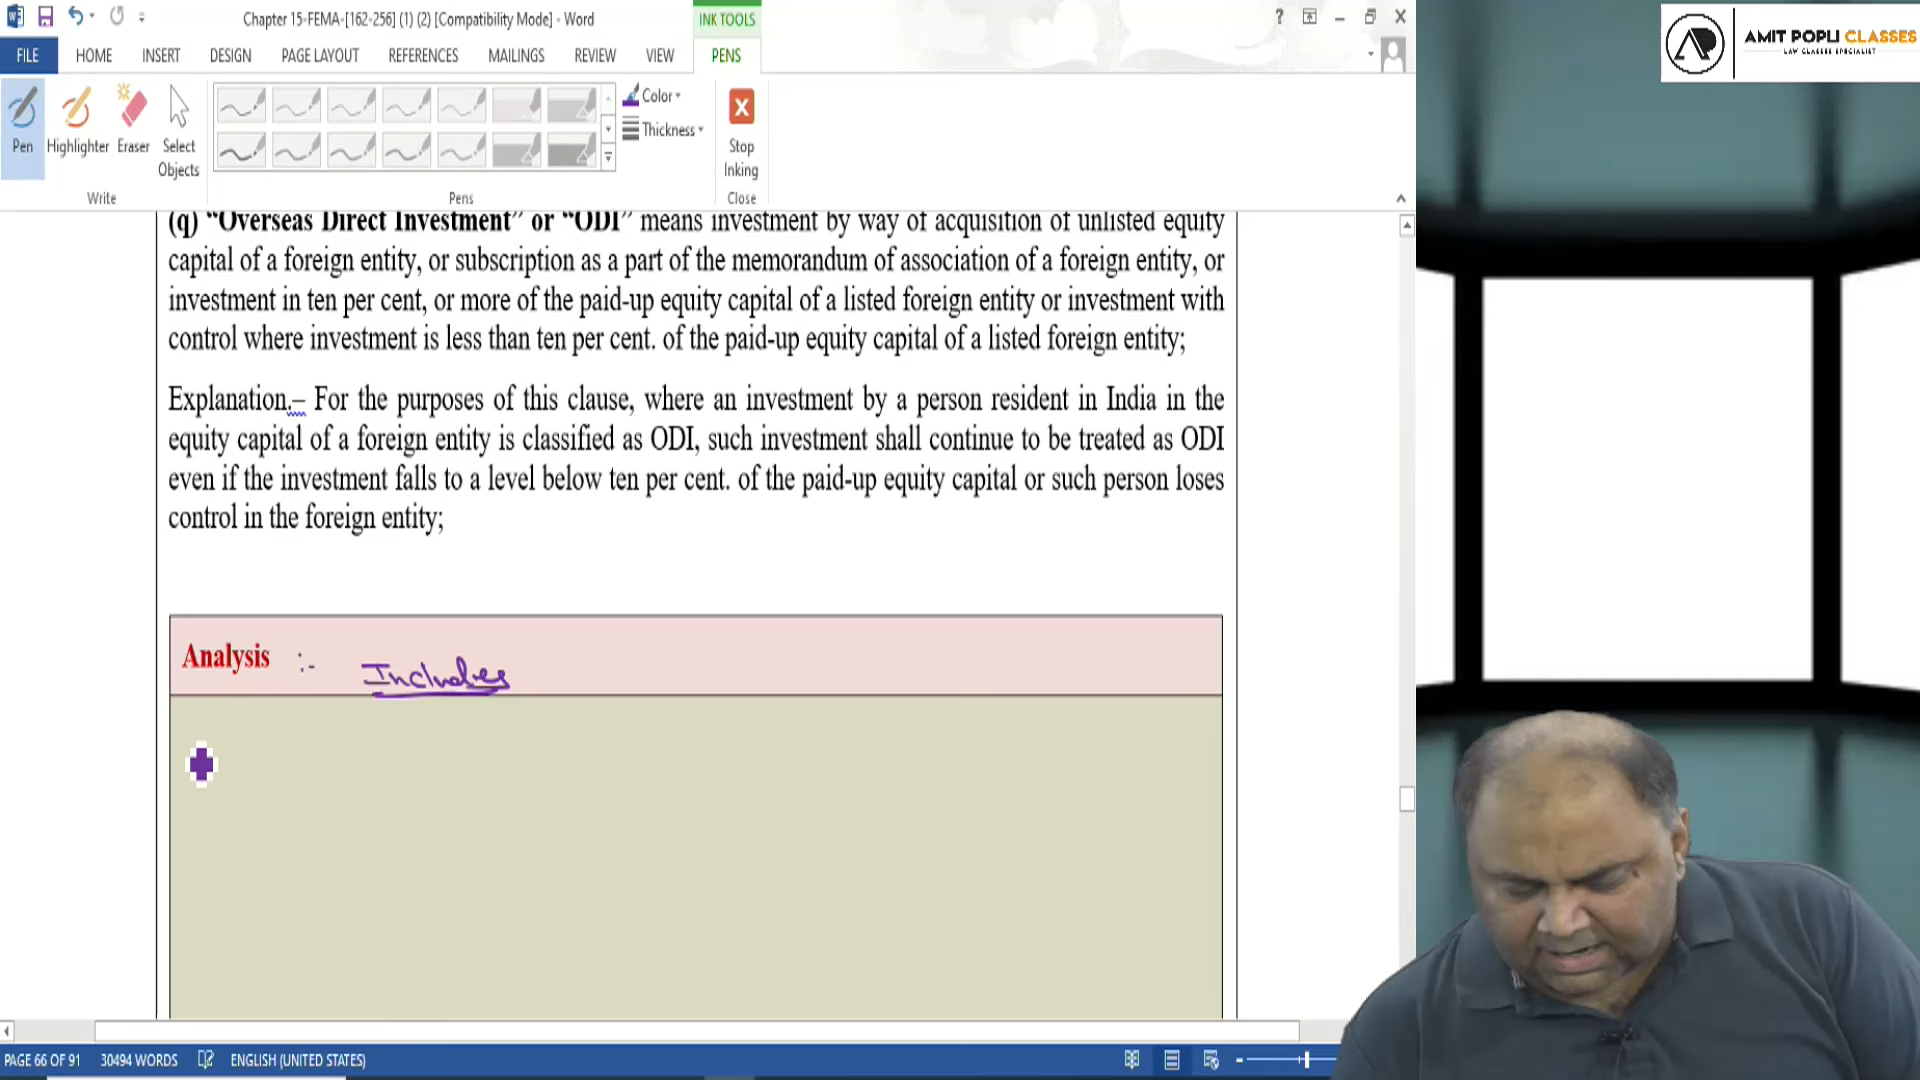 Chapter 15-FEMA-[162-256] (1) (2) [Compatibility Mode] - Word
INK TOOLS
FILE HOME INSERT DESIGN PAGE LAYOUT REFERENCES MAILINGS REVIEW VIEW PENS
AMIT POPLI CLASSES
LAW CLASSES SPECIALIST
Pen Highlighter Eraser Select Objects
Color
Thickness
Stop Inking
Write Pens Close
(q) “Overseas Direct Investment” or “ODI” means investment by way of acquisition of unlisted equity
capital of a foreign entity, or subscription as a part of the memorandum of association of a foreign entity, or
investment in ten per cent, or more of the paid-up equity capital of a listed foreign entity or investment with
control where investment is less than ten per cent. of the paid-up equity capital of a listed foreign entity;
Explanation.– For the purposes of this clause, where an investment by a person resident in India in the
equity capital of a foreign entity is classified as ODI, such investment shall continue to be treated as ODI
even if the investment falls to a level below ten per cent. of the paid-up equity capital or such person loses
control in the foreign entity;
Analysis :- Includes
PAGE 66 OF 91 30494 WORDS ENGLISH (UNITED STATES)